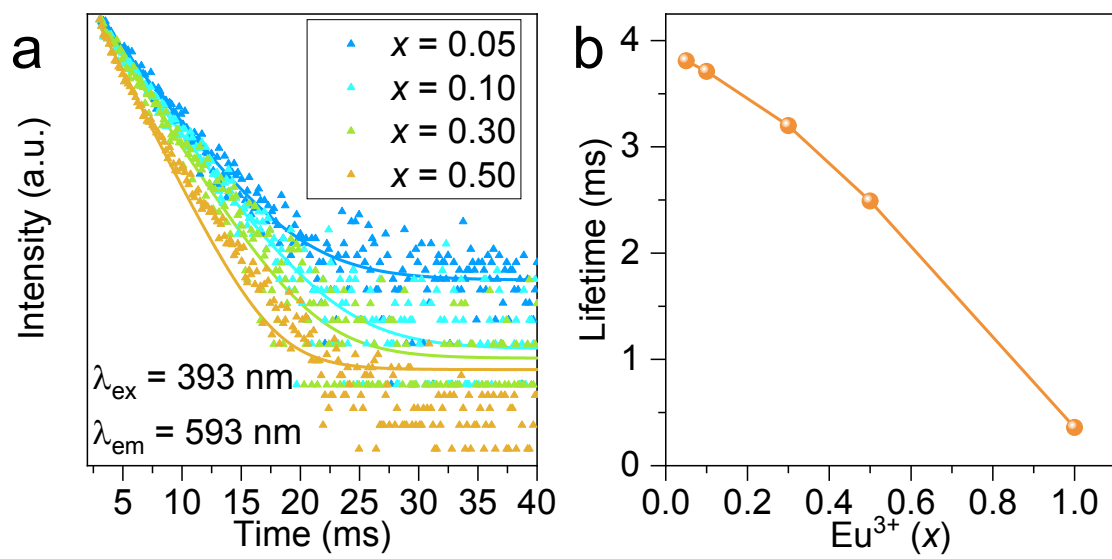 a
x = 0.05
x = 0.10
x = 0.30
x = 0.50
Intensity (a.u.)
λex = 393 nm
λem = 593 nm
5 10 15 20 25 30 35 40
Time (ms)
b
Lifetime (ms)
4
3
2
1
0
0.0 0.2 0.4 0.6 0.8 1.0
Eu³⁺ (x)